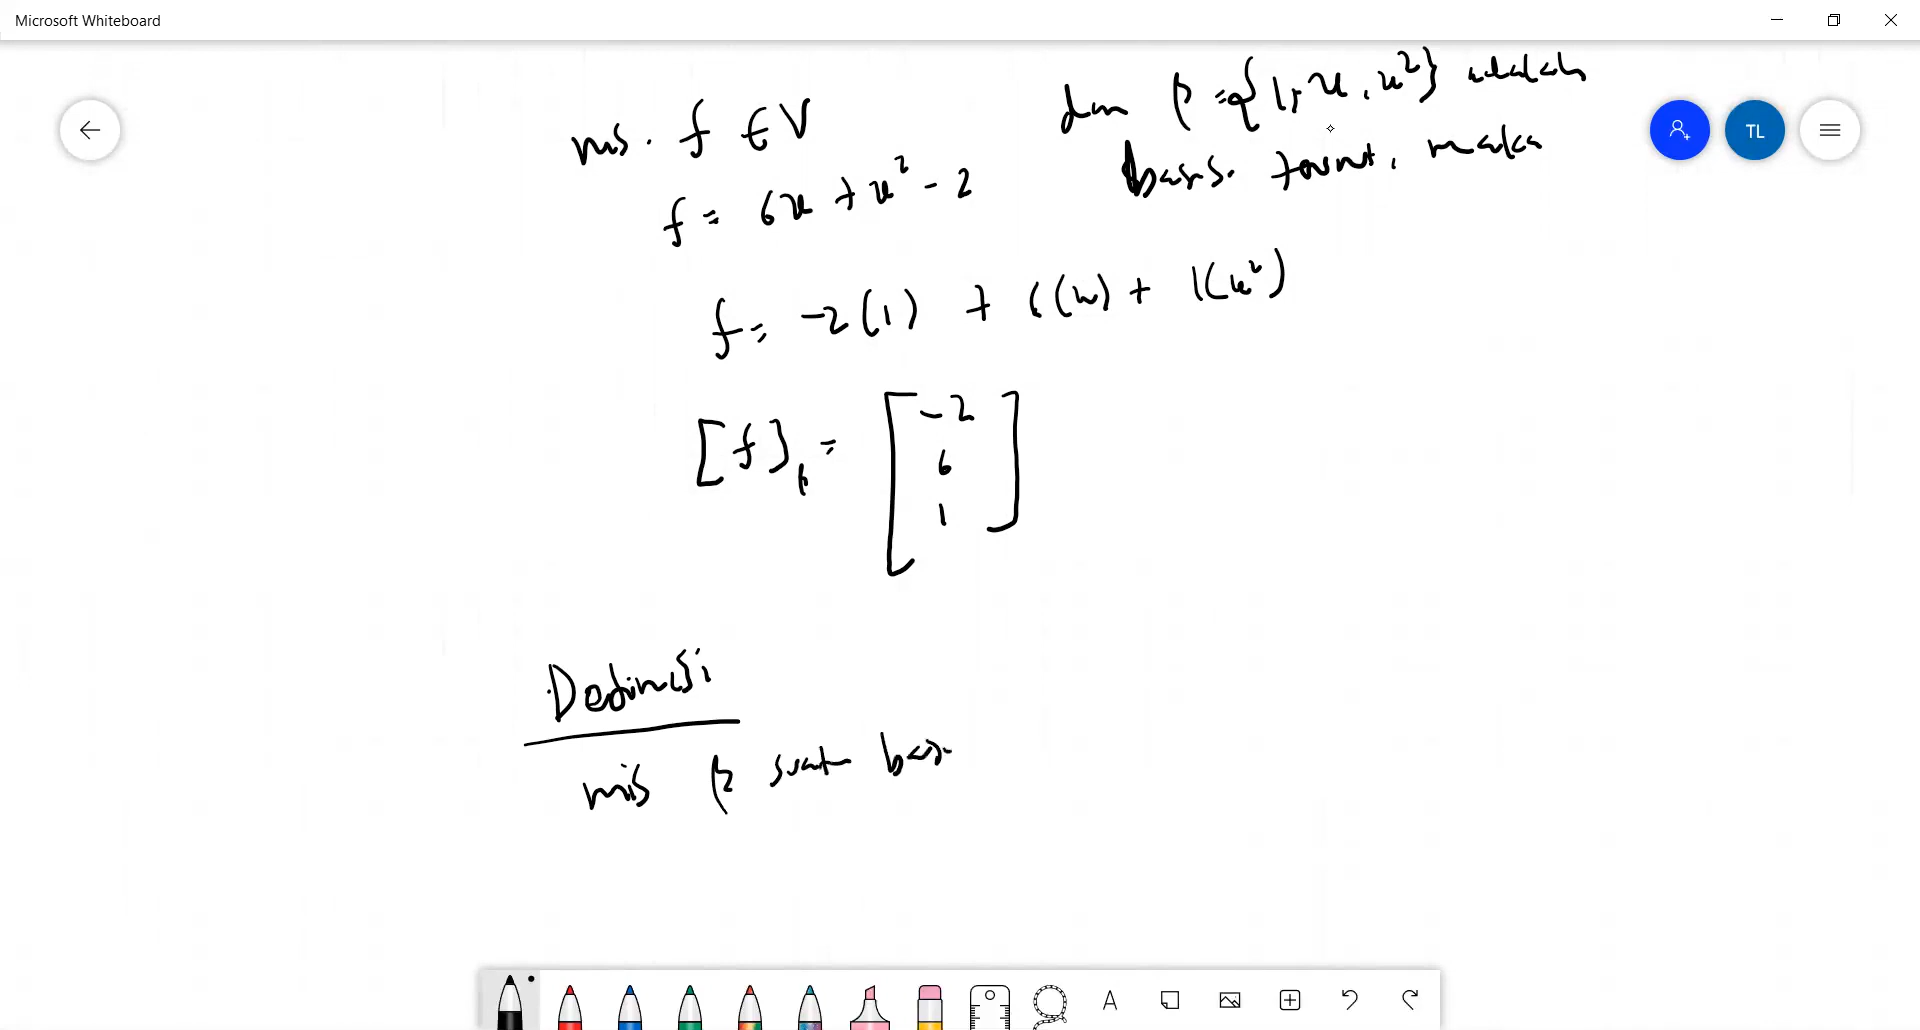 Microsoft Whiteboard
mis. f ∈ V
f = 6x + x² - 2
dan β = {1, x, x²} adalah
basis terurut, maka
f = -2(1) + 6(x) + 1(x²)
[f]β = [-2
6
1]
TL
Definisi
mis β suatu basis
A